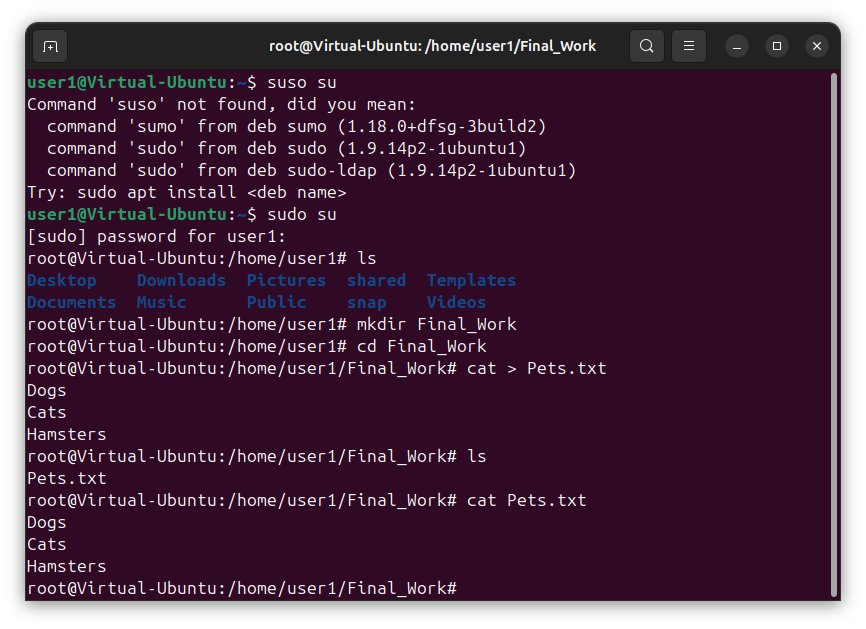 root@Virtual-Ubuntu: /home/user1/Final_Work
user1@Virtual-Ubuntu:~$ suso su
Command 'suso' not found, did you mean:
  command 'sumo' from deb sumo (1.18.0+dfsg-3build2)
  command 'sudo' from deb sudo (1.9.14p2-1ubuntu1)
  command 'sudo' from deb sudo-ldap (1.9.14p2-1ubuntu1)
Try: sudo apt install <deb name>
user1@Virtual-Ubuntu:~$ sudo su
[sudo] password for user1:
root@Virtual-Ubuntu:/home/user1# ls
Desktop    Downloads  Pictures  shared  Templates
Documents  Music      Public    snap    Videos
root@Virtual-Ubuntu:/home/user1# mkdir Final_Work
root@Virtual-Ubuntu:/home/user1# cd Final_Work
root@Virtual-Ubuntu:/home/user1/Final_Work# cat > Pets.txt
Dogs
Cats
Hamsters
root@Virtual-Ubuntu:/home/user1/Final_Work# ls
Pets.txt
root@Virtual-Ubuntu:/home/user1/Final_Work# cat Pets.txt
Dogs
Cats
Hamsters
root@Virtual-Ubuntu:/home/user1/Final_Work#